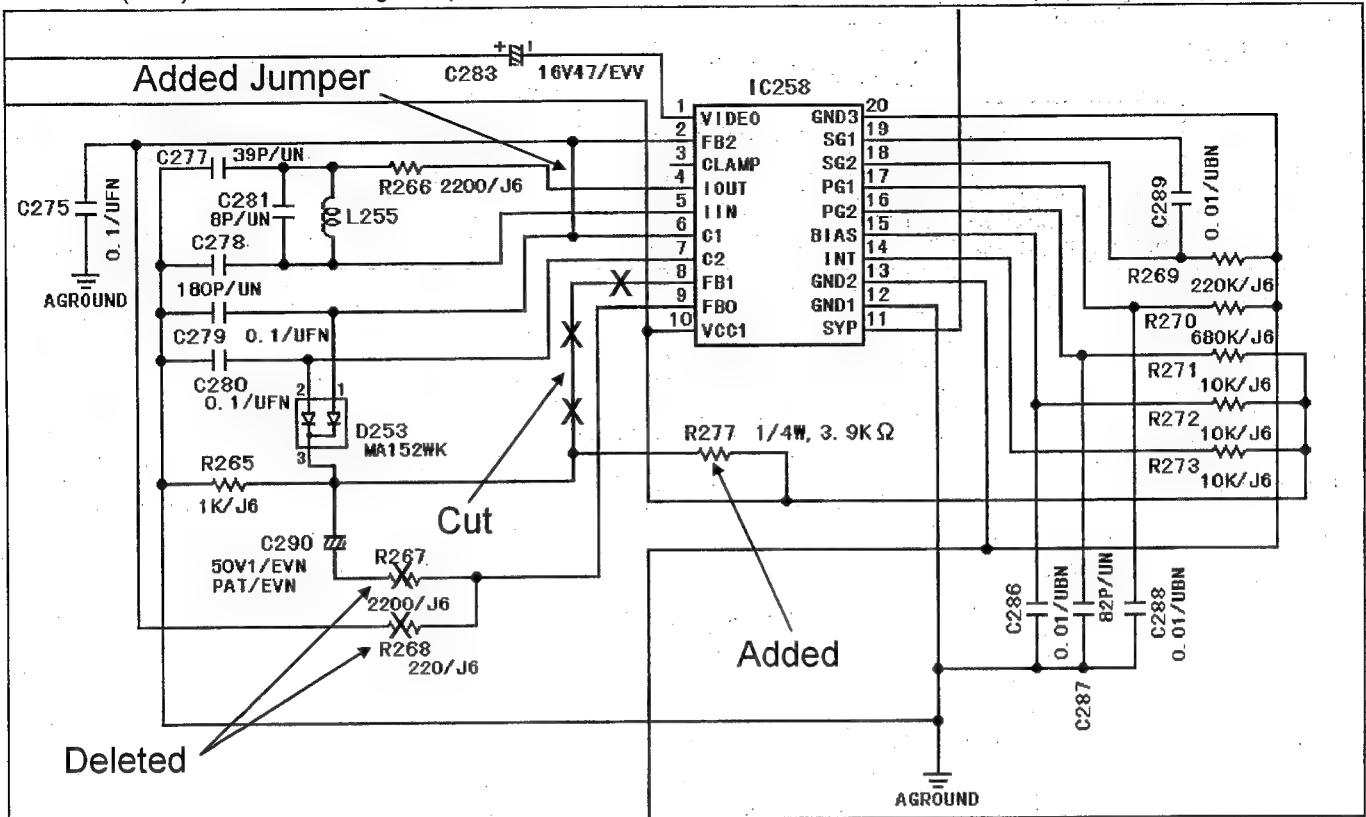 C283
16V47/EVV
Added Jumper
IC258
1 VIDEO
2 FB2
3 CLAMP
4 IOUT
5 IIN
6 C1
7 C2
8 FB1
9 FB0
10 VCC1
GND3 20
SG1 19
SG2 18
PG1 17
PG2 16
BIAS 15
INT 14
GND2 13
GND1 12
SYP 11
C277
39P/UN
R266 2200/J6
C275
0.1/UFN
C281
8P/UN
L255
C278
180P/UN
AGROUND
C279 0.1/UFN
C280
0.1/UFN
2 1
D253
MA152WK
3
R265
1K/J6
C290
50V1/EVN
PAT/EVN
R267
2200/J6
R268
220/J6
Cut
Deleted
R277 1/4W, 3.9KΩ
Added
C289
0.01/UBN
R269
220K/J6
R270
680K/J6
R271
10K/J6
R272
10K/J6
R273
10K/J6
C286
0.01/UBN
82P/UN
C287
C288
0.01/UBN
AGROUND